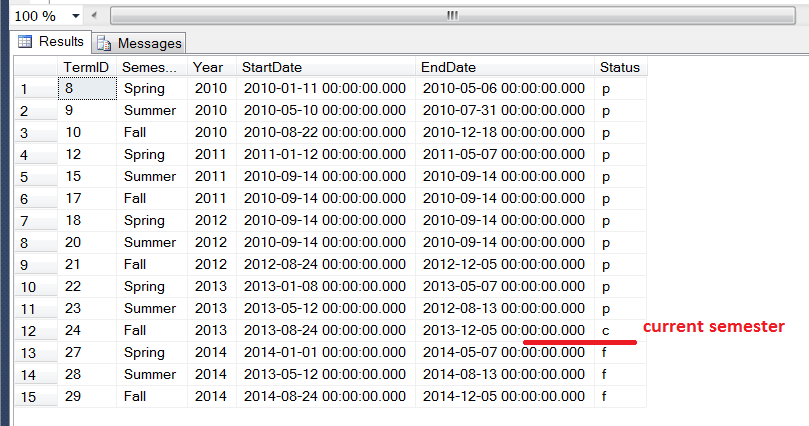 100 %
Results Messages
TermID Semes... Year StartDate EndDate Status
1 8 Spring 2010 2010-01-11 00:00:00.000 2010-05-06 00:00:00.000 p
2 9 Summer 2010 2010-05-10 00:00:00.000 2010-07-31 00:00:00.000 p
3 10 Fall 2010 2010-08-22 00:00:00.000 2010-12-18 00:00:00.000 p
4 12 Spring 2011 2011-01-12 00:00:00.000 2011-05-07 00:00:00.000 p
5 15 Summer 2011 2010-09-14 00:00:00.000 2010-09-14 00:00:00.000 p
6 17 Fall 2011 2010-09-14 00:00:00.000 2010-09-14 00:00:00.000 p
7 18 Spring 2012 2010-09-14 00:00:00.000 2010-09-14 00:00:00.000 p
8 20 Summer 2012 2010-09-14 00:00:00.000 2010-09-14 00:00:00.000 p
9 21 Fall 2012 2012-08-24 00:00:00.000 2012-12-05 00:00:00.000 p
10 22 Spring 2013 2013-01-08 00:00:00.000 2013-05-07 00:00:00.000 p
11 23 Summer 2013 2013-05-12 00:00:00.000 2012-08-13 00:00:00.000 p
12 24 Fall 2013 2013-08-24 00:00:00.000 2013-12-05 00:00:00.000 c current semester
13 27 Spring 2014 2014-01-01 00:00:00.000 2014-05-07 00:00:00.000 f
14 28 Summer 2014 2013-05-12 00:00:00.000 2014-08-13 00:00:00.000 f
15 29 Fall 2014 2014-08-24 00:00:00.000 2014-12-05 00:00:00.000 f